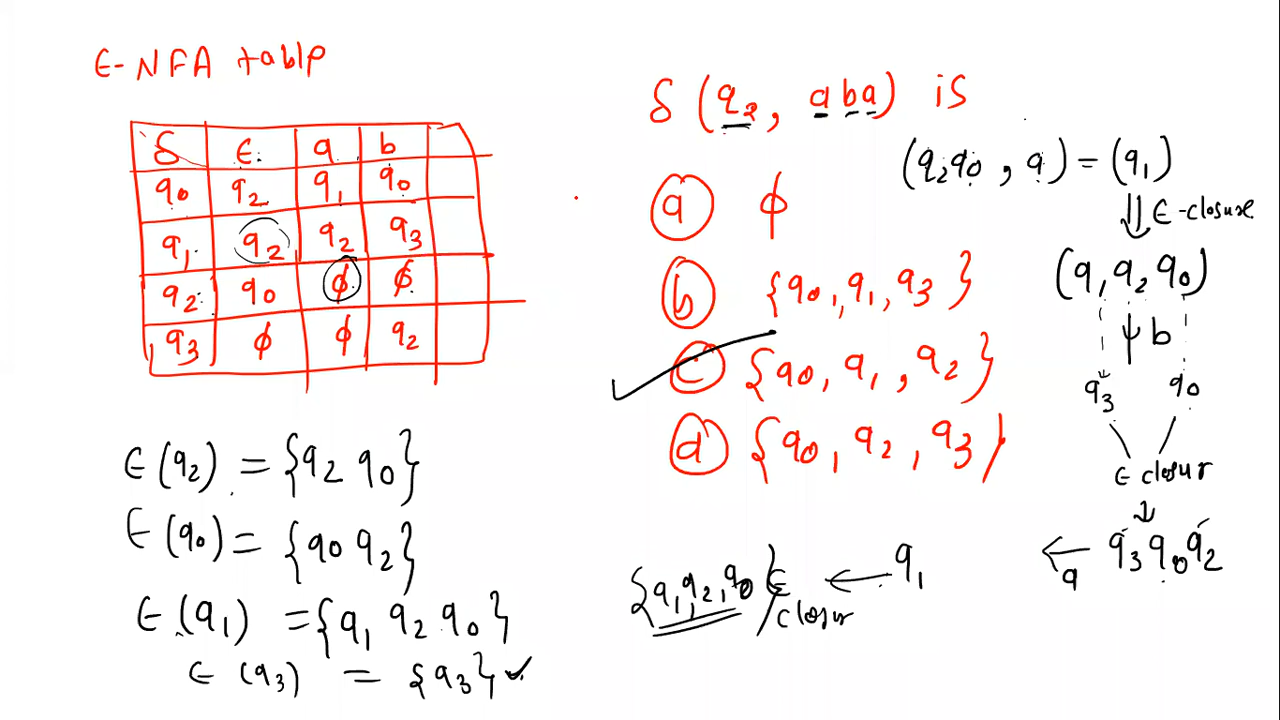 ε-NFA table
δ ε a b
q0 q2 q1 q0
q1 q2 q2 q3
q2 q0 ϕ ϕ
q3 ϕ ϕ q2
ε(q2) = {q2 q0}
ε(q0) = {q0 q2}
ε(q1) = {q1 q2 q0}
ε(q3) = {q3} ✓
δ(q2, aba) is
a ϕ
b {q0, q1, q3}
c {q0, q1, q2}
d {q0, q2, q3}
(q2q0, a) = (q1)
⇓ ε-closure
(q1 q2 q0)
↓ b
q3 q0
ε closur
↓
q3 q0 q2
← a
q1
←
ε closur
{q1, q2, q0}